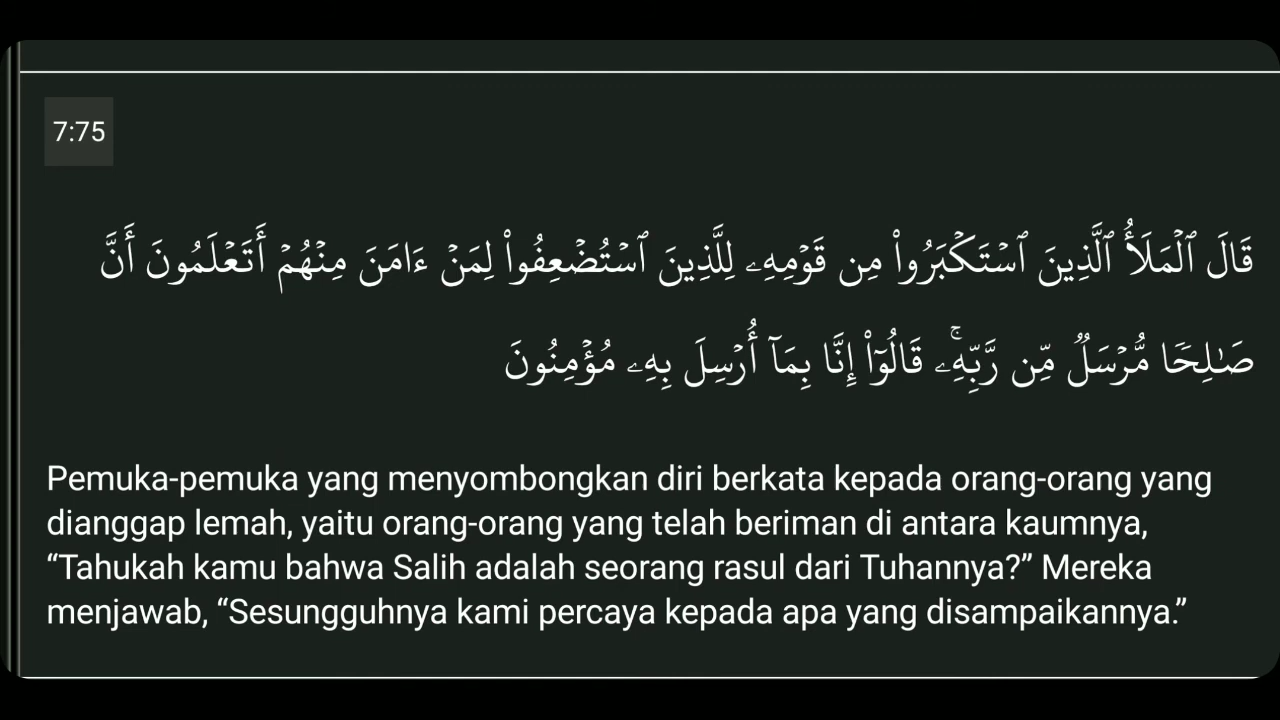 7:75
قَالَ ٱلْمَلَأُ ٱلَّذِينَ ٱسْتَكْبَرُوا۟ مِن قَوْمِهِۦ لِلَّذِينَ ٱسْتُضْعِفُوا۟ لِمَنْ ءَامَنَ مِنْهُمْ أَتَعْلَمُونَ أَنَّ
صَـٰلِحًا مُّرْسَلٌ مِّن رَّبِّهِۦ ۚ قَالُوٓا۟ إِنَّا بِمَآ أُرْسِلَ بِهِۦ مُؤْمِنُونَ
Pemuka-pemuka yang menyombongkan diri berkata kepada orang-orang yang
dianggap lemah, yaitu orang-orang yang telah beriman di antara kaumnya,
“Tahukah kamu bahwa Salih adalah seorang rasul dari Tuhannya?” Mereka
menjawab, “Sesungguhnya kami percaya kepada apa yang disampaikannya.”